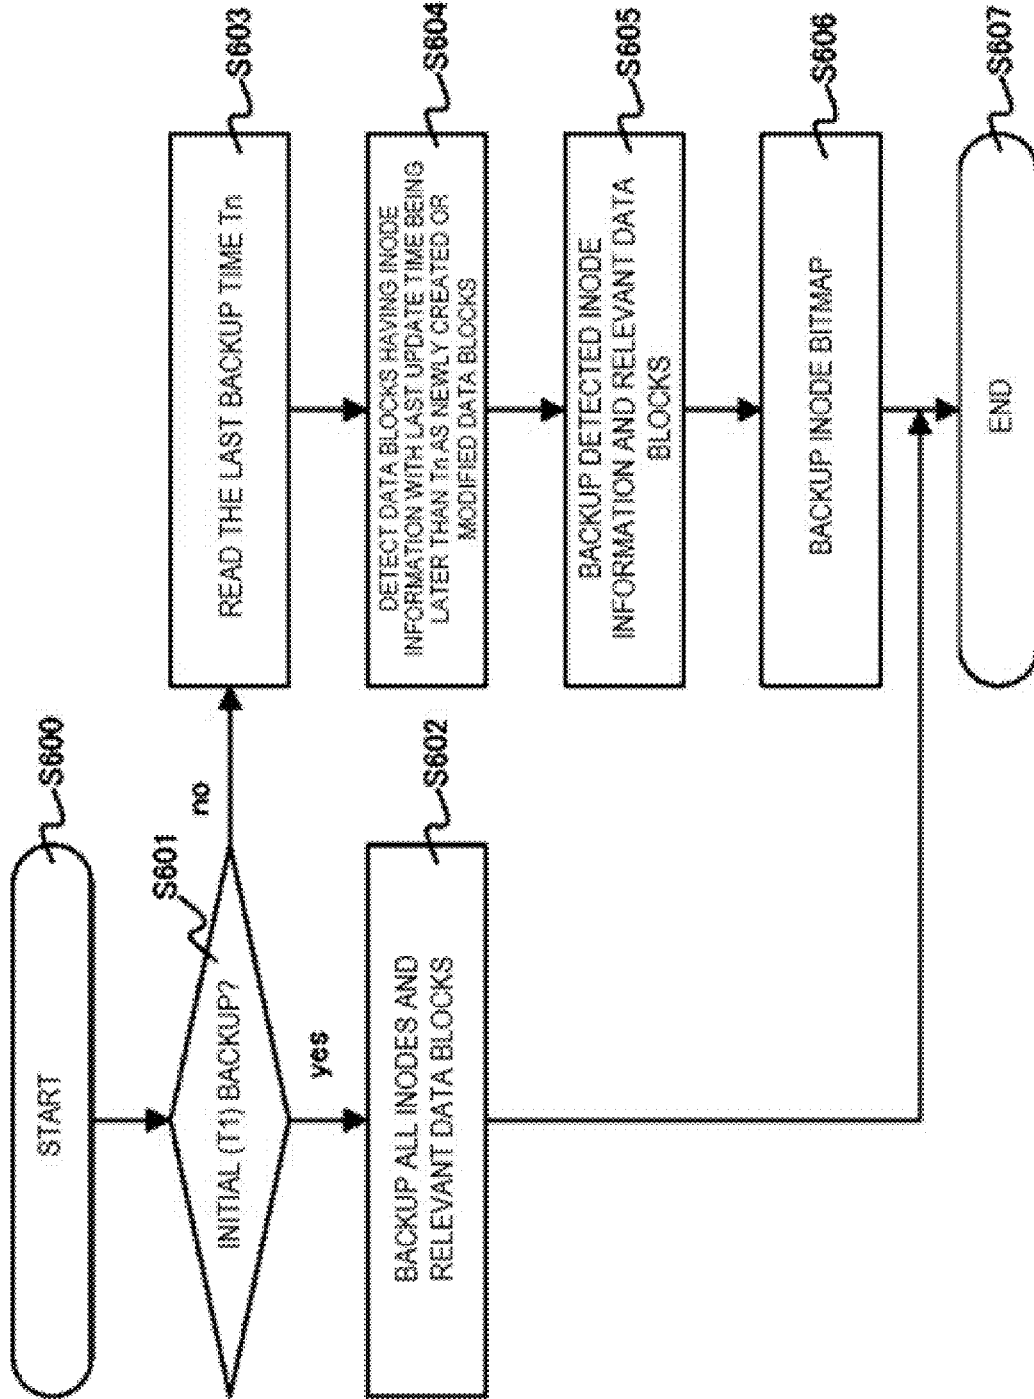 START
S600
INITIAL (T1) BACKUP?
S601
no
yes
BACKUP ALL INODES AND
RELEVANT DATA BLOCKS
S602
READ THE LAST BACKUP TIME Tn
S603
DETECT DATA BLOCKS HAVING INODE
INFORMATION WITH LAST UPDATE TIME BEING
LATER THAN Tn AS NEWLY CREATED OR
MODIFIED DATA BLOCKS
S604
BACKUP DETECTED INODE
INFORMATION AND RELEVANT DATA
BLOCKS
S605
BACKUP INODE BITMAP
S606
END
S607